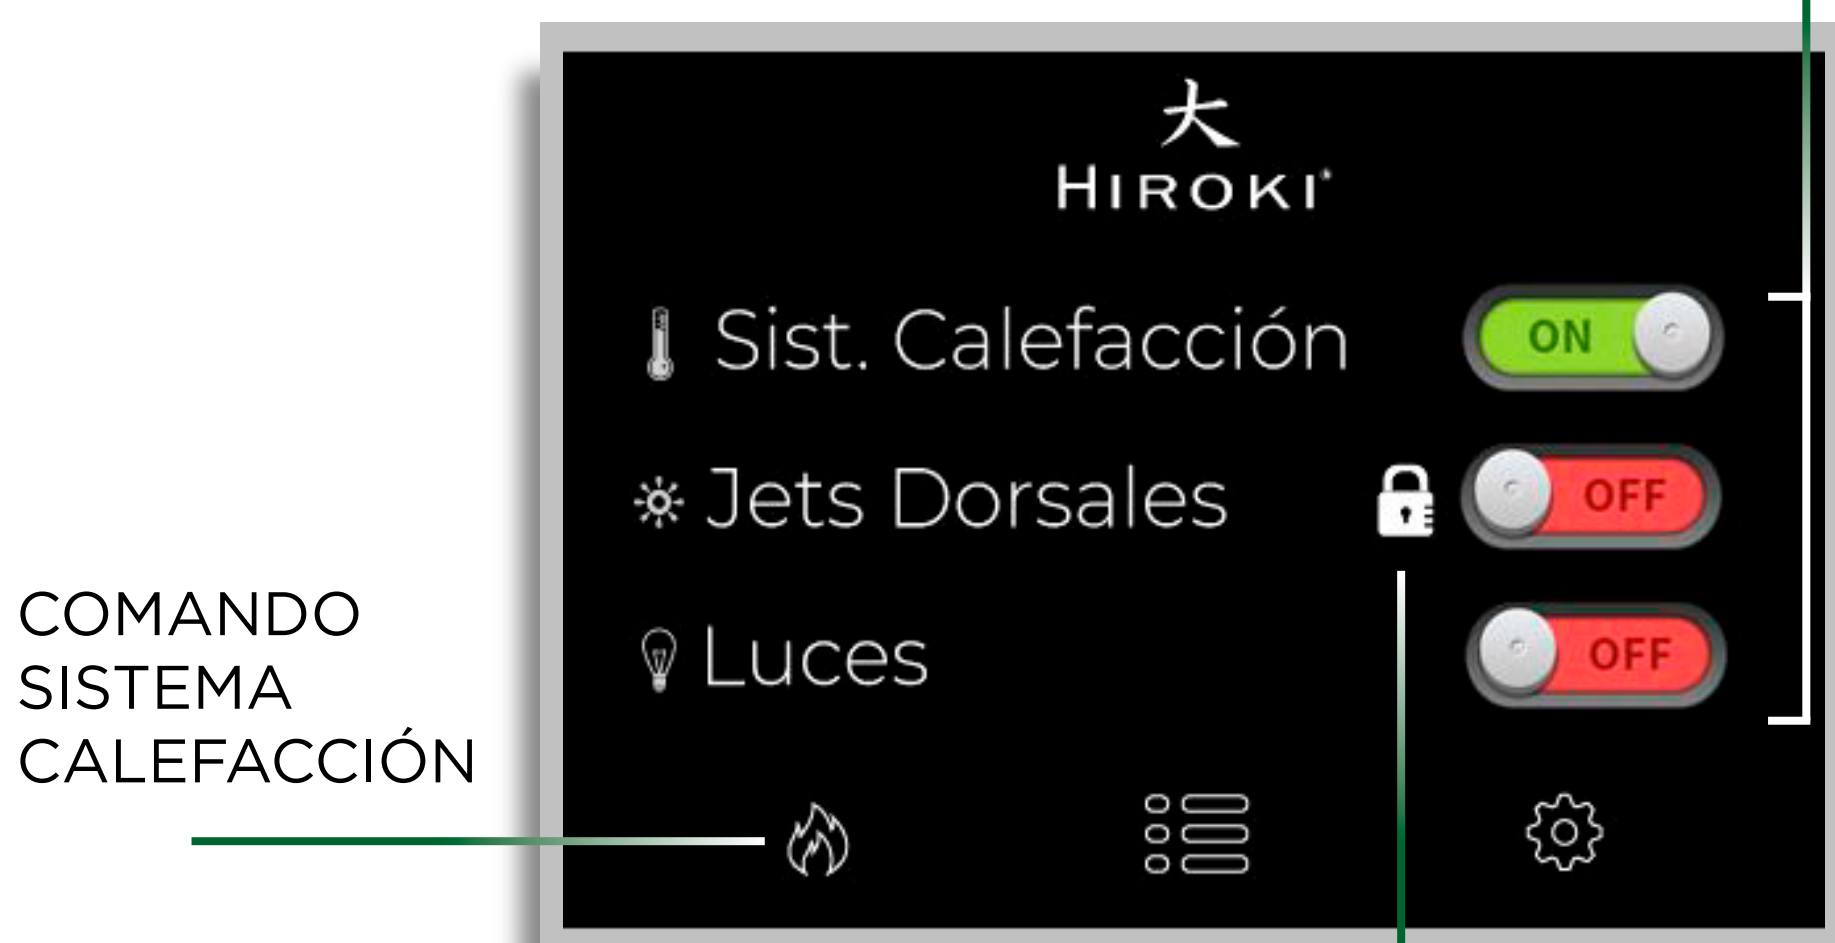 大
HIROKI®
Sist. Calefacción ON
Jets Dorsales OFF
Luces OFF
COMANDO
SISTEMA
CALEFACCIÓN